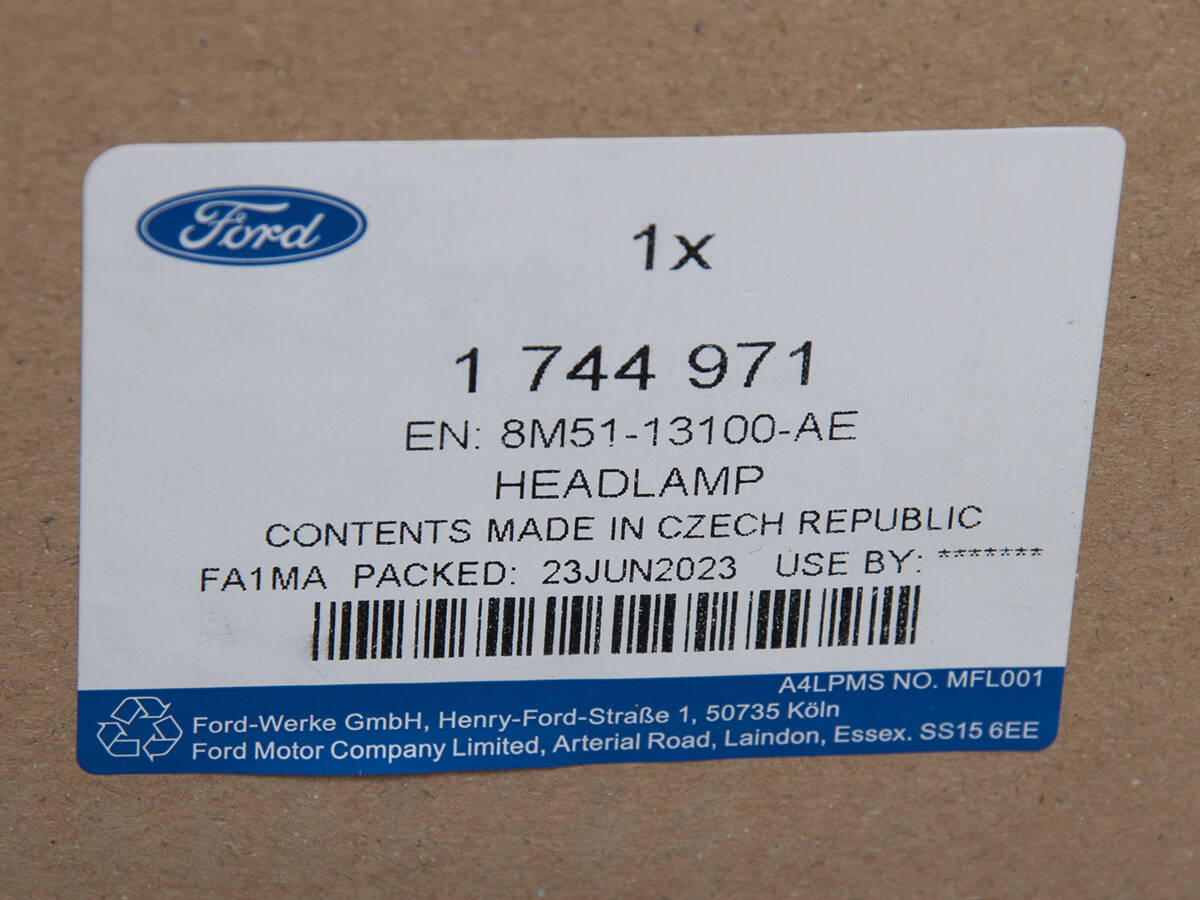 Ford
1x
1 744 971
EN: 8M51-13100-AE
HEADLAMP
CONTENTS MADE IN CZECH REPUBLIC
FA1MA PACKED: 23JUN2023 USE BY: *******
A4LPMS NO. MFL001
Ford-Werke GmbH, Henry-Ford-Straße 1, 50735 Köln
Ford Motor Company Limited, Arterial Road, Laindon, Essex. SS15 6EE